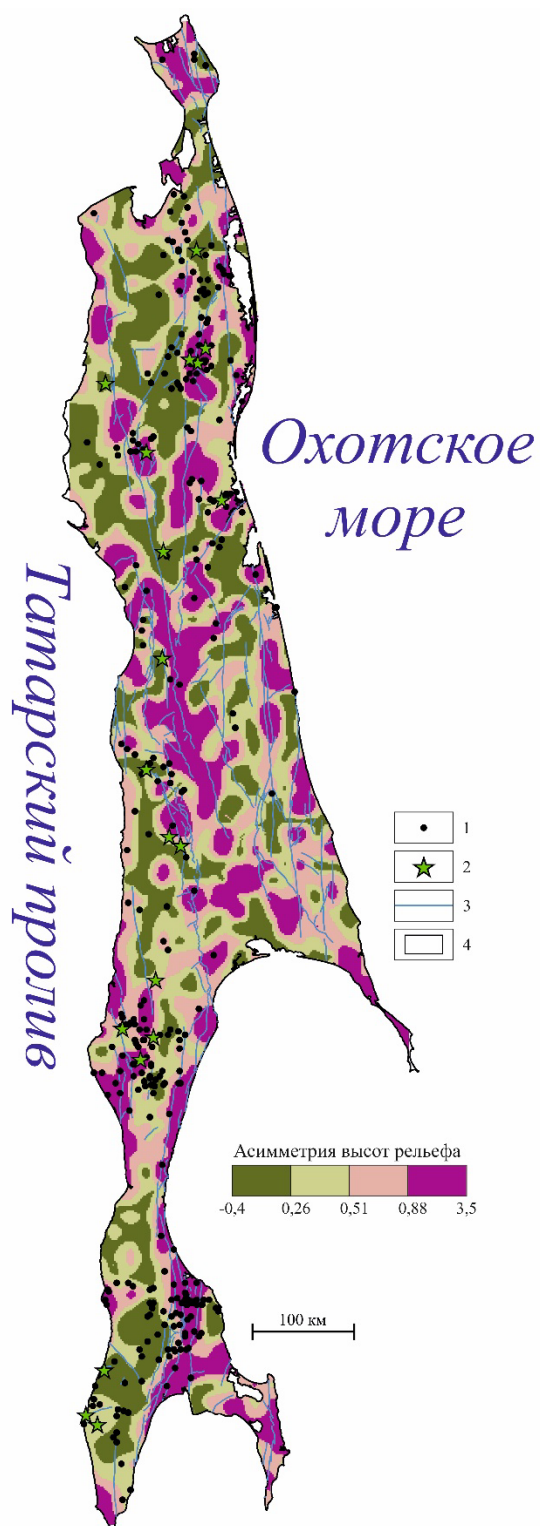 Охотское
море
Татарский пролив
1
2
3
4
Асимметрия высот рельефа
-0,4 0,26 0,51 0,88 3,5
100 км